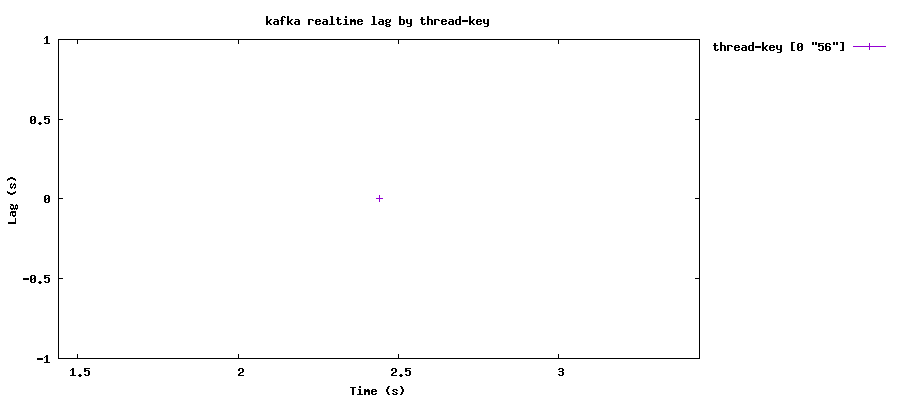 kafka realtime lag by thread-key
thread-key [0 "56"]
1
0.5
0
-0.5
-1
Lag (s)
1.5 2 2.5 3
Time (s)